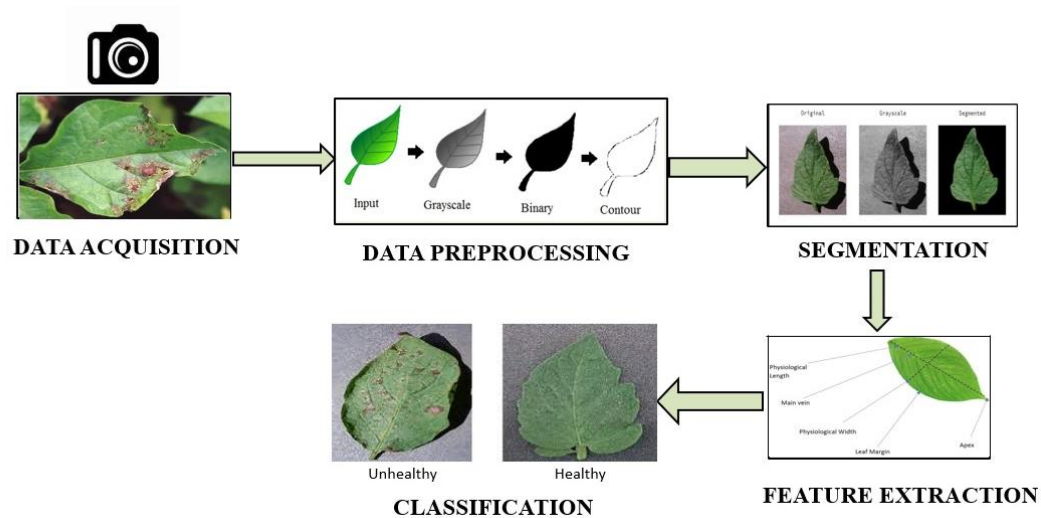 DATA ACQUISITION
Input
Grayscale
Binary
Contour
DATA PREPROCESSING
Original
Grayscale
Segmented
SEGMENTATION
Physiological
Length
Main vein
Physiological Width
Leaf Margin
Apex
FEATURE EXTRACTION
Unhealthy
Healthy
CLASSIFICATION